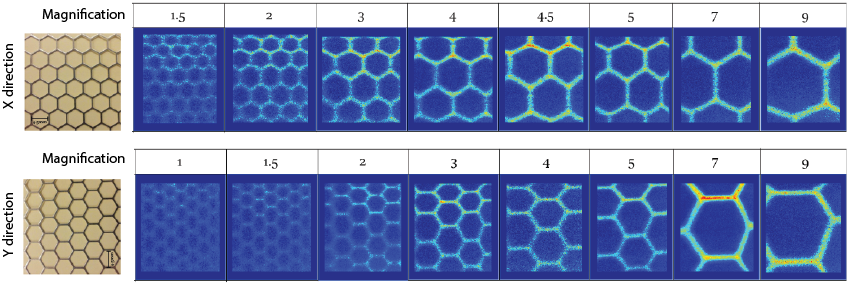 Magnification 1.5 2 3 4 4.5 5 7 9
X direction
Magnification 1 1.5 2 3 4 5 7 9
Y direction